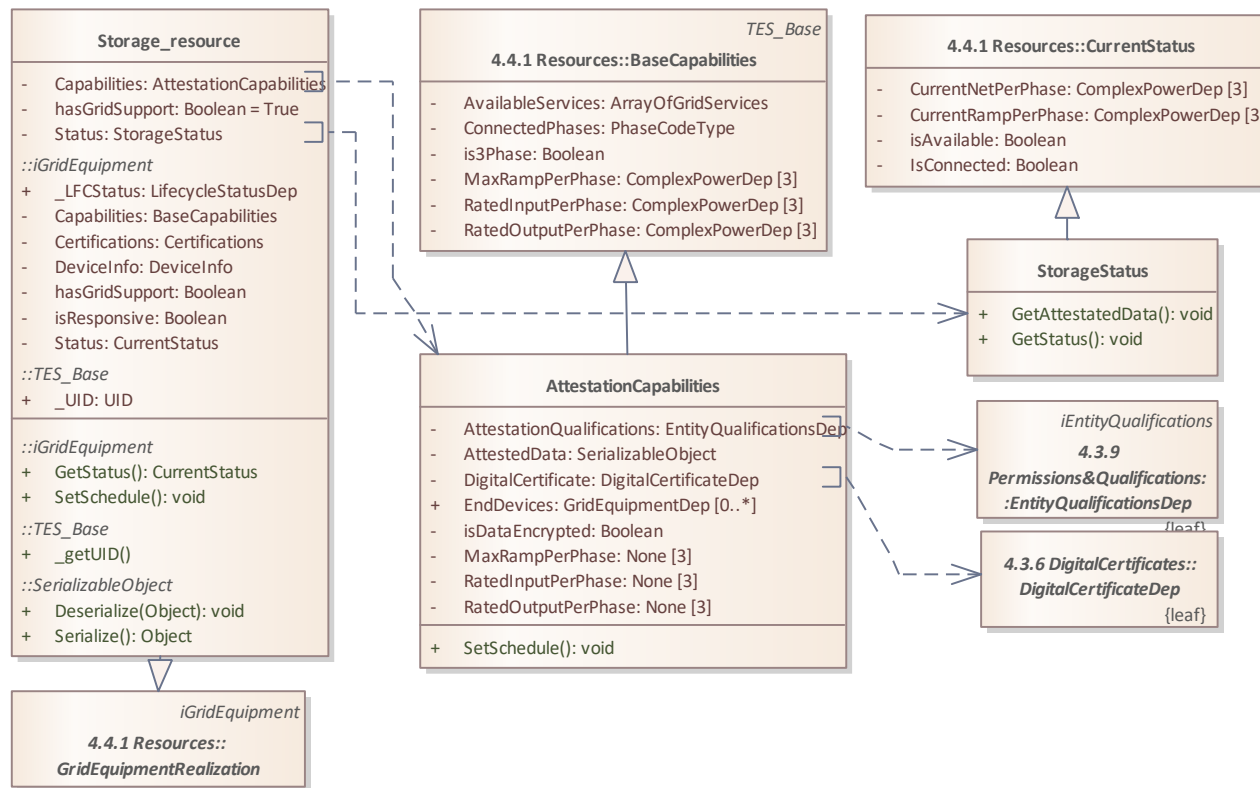 Storage_resource
- Capabilities: AttestationCapabilities
- hasGridSupport: Boolean = True
- Status: StorageStatus
::iGridEquipment
+ _LFCStatus: LifecycleStatusDep
- Capabilities: BaseCapabilities
- Certifications: Certifications
- DeviceInfo: DeviceInfo
- hasGridSupport: Boolean
- isResponsive: Boolean
- Status: CurrentStatus
::TES_Base
+ _UID: UID
::iGridEquipment
+ GetStatus(): CurrentStatus
+ SetSchedule(): void
::TES_Base
+ _getUID()
::SerializableObject
+ Deserialize(Object): void
+ Serialize(): Object
iGridEquipment
4.4.1 Resources::
GridEquipmentRealization
TES_Base
4.4.1 Resources::BaseCapabilities
- AvailableServices: ArrayOfGridServices
- ConnectedPhases: PhaseCodeType
- is3Phase: Boolean
- MaxRampPerPhase: ComplexPowerDep [3]
- RatedInputPerPhase: ComplexPowerDep [3]
- RatedOutputPerPhase: ComplexPowerDep [3]
AttestationCapabilities
- AttestationQualifications: EntityQualificationsDep
- AttestedData: SerializableObject
- DigitalCertificate: DigitalCertificateDep
+ EndDevices: GridEquipmentDep [0..*]
- isDataEncrypted: Boolean
- MaxRampPerPhase: None [3]
- RatedInputPerPhase: None [3]
- RatedOutputPerPhase: None [3]
+ SetSchedule(): void
4.4.1 Resources::CurrentStatus
- CurrentNetPerPhase: ComplexPowerDep [3]
- CurrentRampPerPhase: ComplexPowerDep [3
- isAvailable: Boolean
- IsConnected: Boolean
StorageStatus
+ GetAttestatedData(): void
+ GetStatus(): void
iEntityQualifications
4.3.9
Permissions&Qualifications:
:EntityQualificationsDep
{leaf}
4.3.6 DigitalCertificates::
DigitalCertificateDep
{leaf}